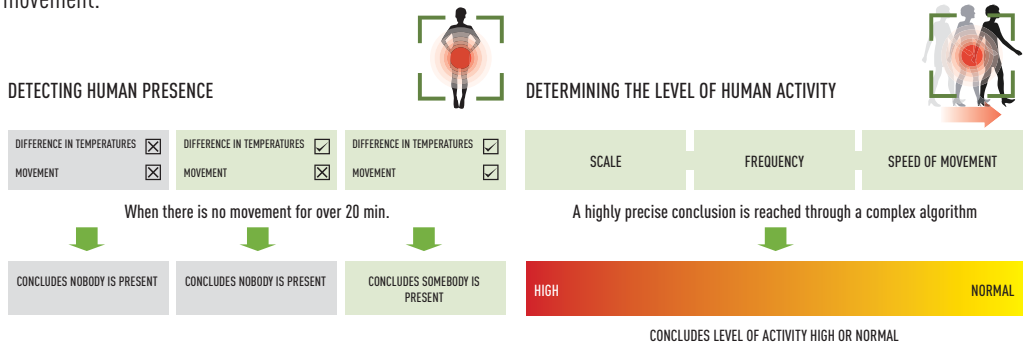 movement.
DETECTING HUMAN PRESENCE
DIFFERENCE IN TEMPERATURES
MOVEMENT
DIFFERENCE IN TEMPERATURES
MOVEMENT
DIFFERENCE IN TEMPERATURES
MOVEMENT
When there is no movement for over 20 min.
CONCLUDES NOBODY IS PRESENT
CONCLUDES NOBODY IS PRESENT
CONCLUDES SOMEBODY IS
PRESENT
DETERMINING THE LEVEL OF HUMAN ACTIVITY
SCALE
FREQUENCY
SPEED OF MOVEMENT
A highly precise conclusion is reached through a complex algorithm
HIGH
NORMAL
CONCLUDES LEVEL OF ACTIVITY HIGH OR NORMAL